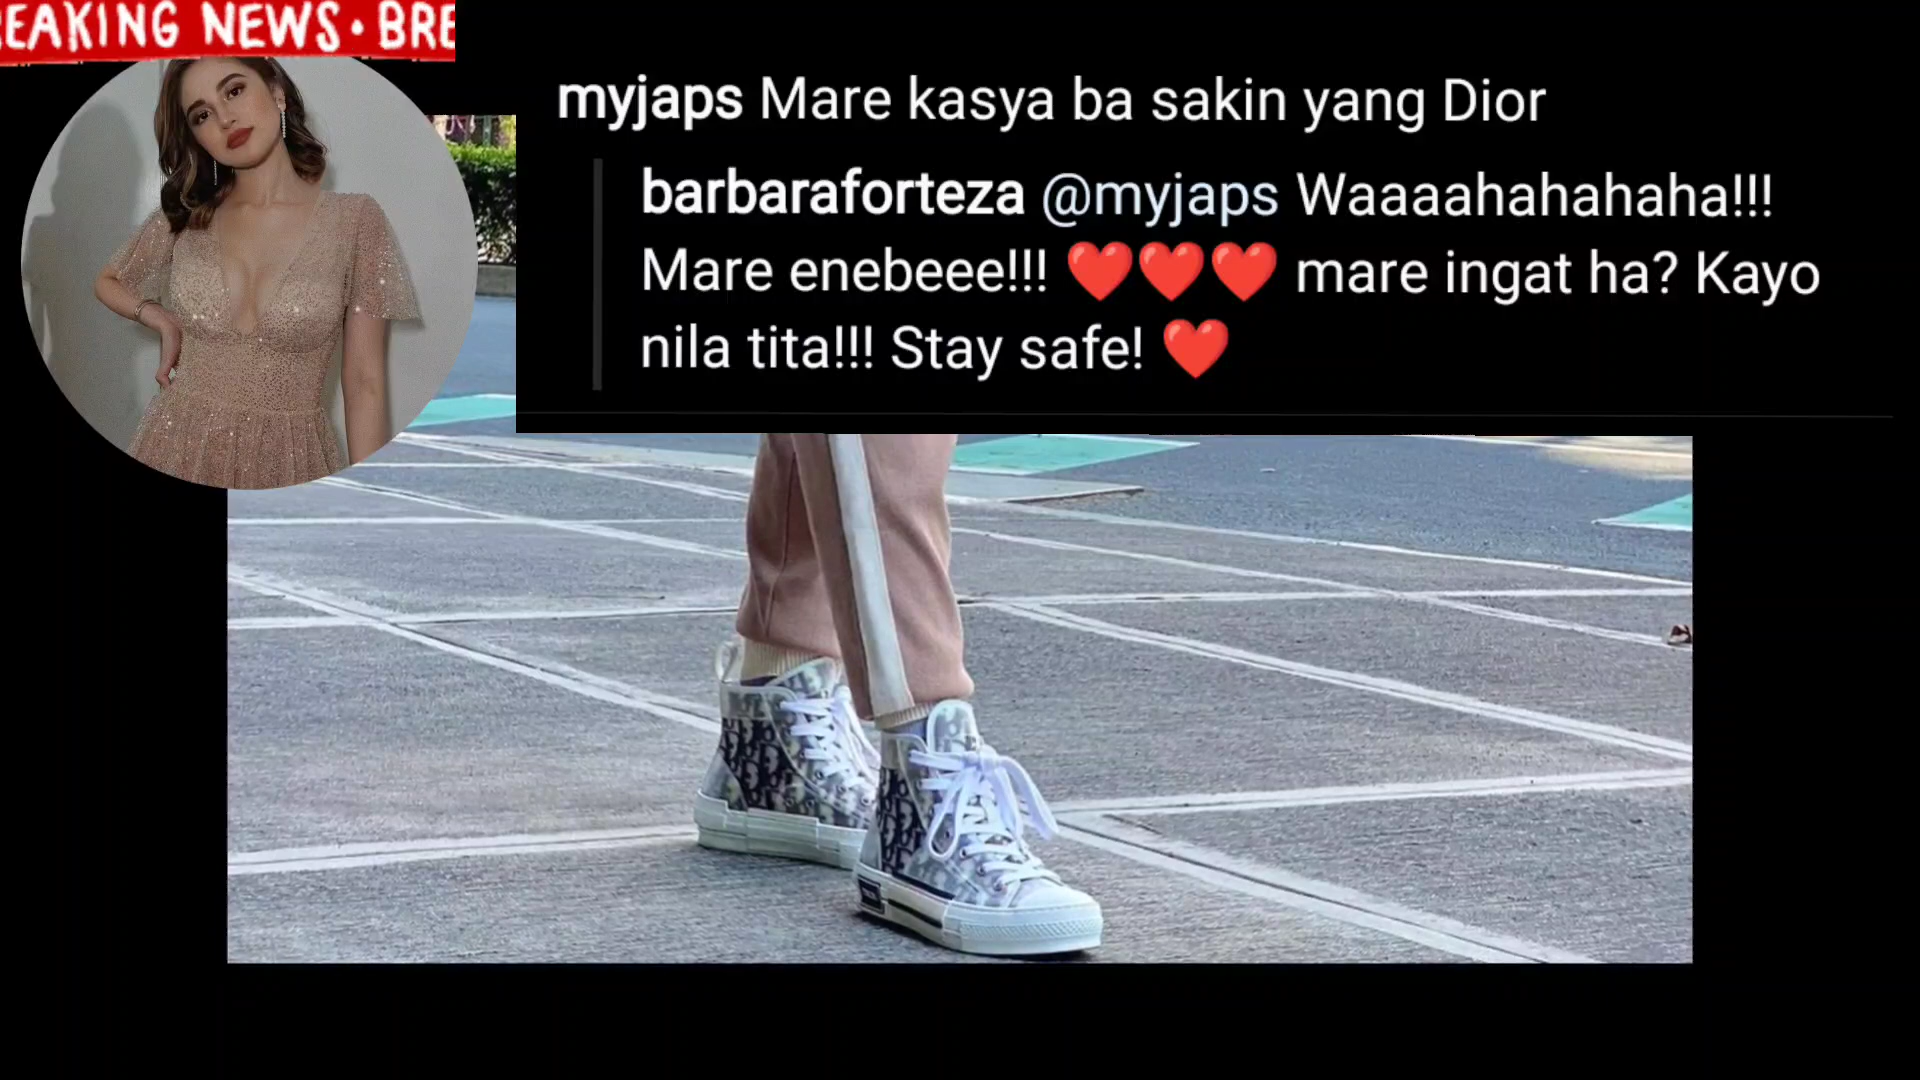 EAKING NEWS • BRE
myjaps Mare kasya ba sakin yang Dior
barbaraforteza @myjaps Waaaahahahaha!!!
Mare enebeee!!! ❤️❤️❤️ mare ingat ha? Kayo
nila tita!!! Stay safe! ❤️